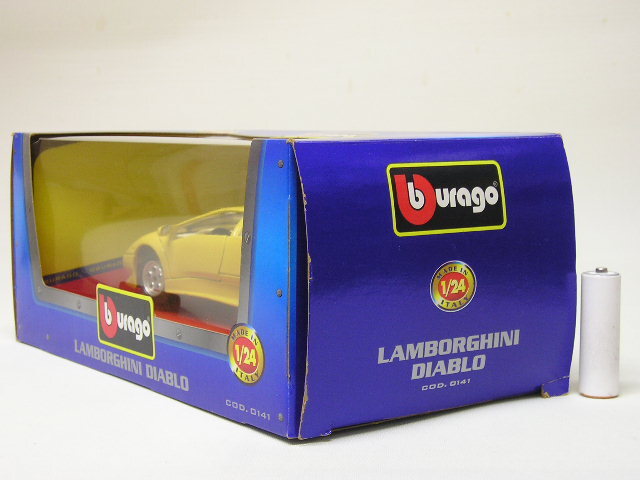 burago
LAMBORGHINI DIABLO
MADE IN
1/24
ITALY
COD. 0141
burago
MADE IN
1/24
ITALY
LAMBORGHINI
DIABLO
COD. 0141